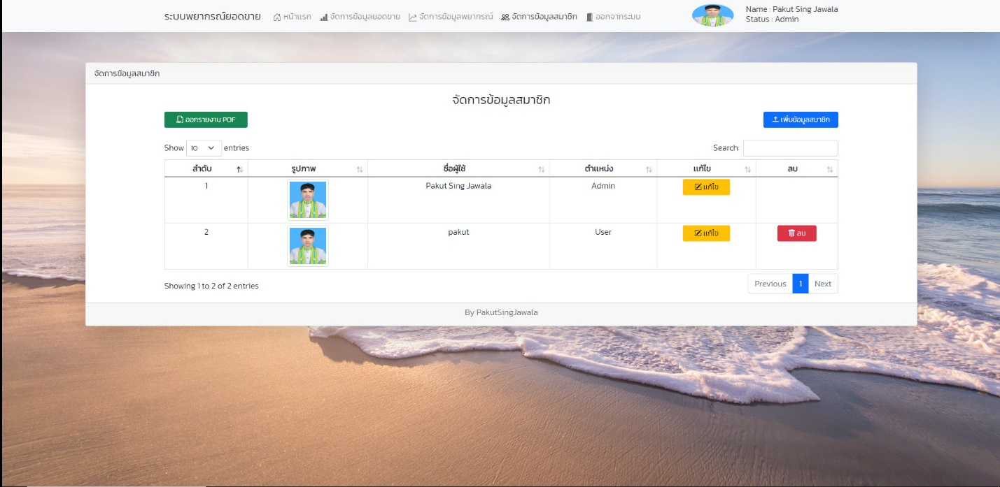 ระบบพยากรณ์ยอดขาย หน้าแรก จัดการข้อมูลยอดขาย จัดการข้อมูลพยากรณ์ จัดการข้อมูลสมาชิก ออกจากระบบ
Name : Pakut Sing Jawala
Status : Admin
จัดการข้อมูลสมาชิก
จัดการข้อมูลสมาชิก
ออกรายงาน PDF เพิ่มข้อมูลสมาชิก
Show 10 entries Search:
ลำดับ รูปภาพ ชื่อผู้ใช้ ตำแหน่ง แก้ไข ลบ
1 Pakut Sing Jawala Admin แก้ไข
2 pakut User แก้ไข ลบ
Showing 1 to 2 of 2 entries Previous 1 Next
By PakutSingJawala